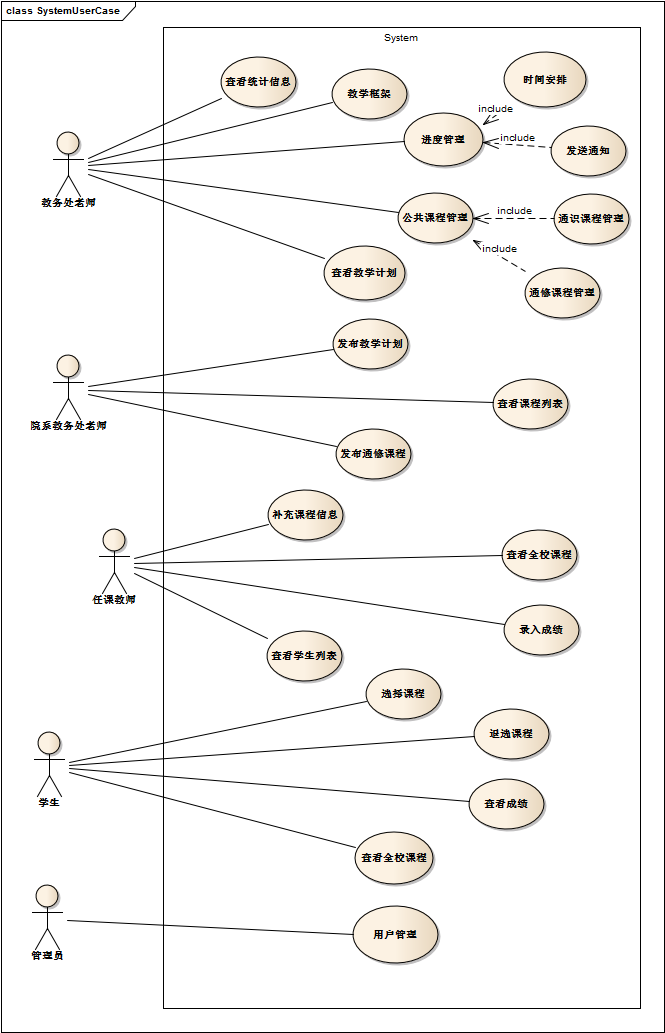 class SystemUserCase
System
查看统计信息
教学框架
时间安排
include
进度管理
include
发送通知
教务处老师
公共课程管理
include
通识课程管理
include
查看教学计划
通修课程管理
发布教学计划
院系教务处老师
查看课程列表
发布通修课程
补充课程信息
任课教师
查看全校课程
录入成绩
查看学生列表
选择课程
退选课程
学生
查看成绩
查看全校课程
管理员
用户管理